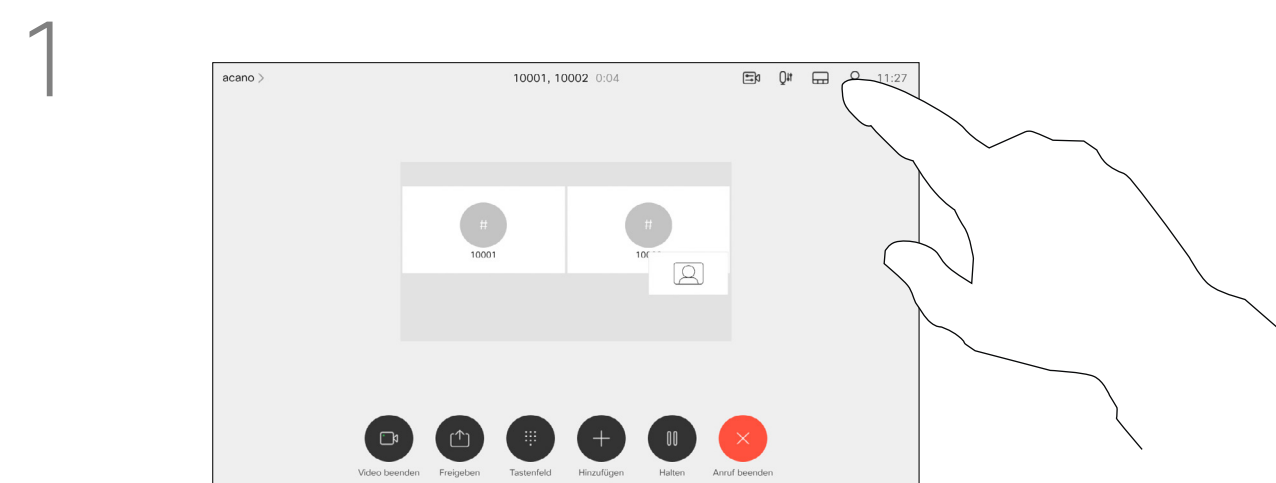 1
acano >
10001, 10002 0:04
11:27
#
#
10001
Video beenden
Freigeben
Tastenfeld
Hinzufügen
Halten
Anruf beenden